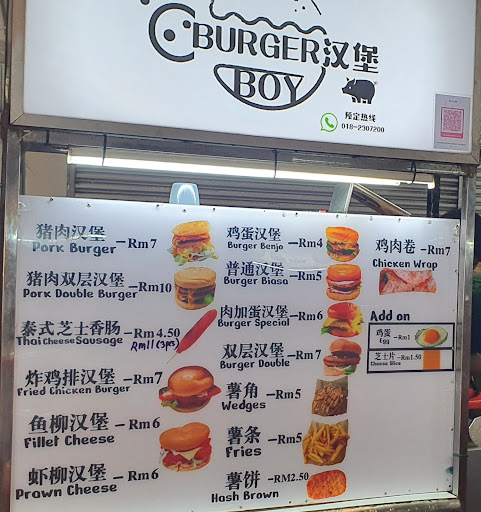 BURGER汉堡
BOY
预定热线
018-2307200
猪肉汉堡 –Rm7
Pork Burger
猪肉双层汉堡 –Rm10
Pork Double Burger
泰式芝士香肠 –Rm 4.50
Thai Cheese Sausage
Rm11 (3pcs)
炸鸡排汉堡 –Rm7
Fried Chicken Burger
鱼柳汉堡 –Rm 6
Fillet Cheese
虾柳汉堡 –Rm6
Prawn Cheese
鸡蛋汉堡 –Rm4
Burger Benjo
普通汉堡 –Rm5
Burger Biasa
肉加蛋汉堡 –Rm6
Burger Special
双层汉堡 –Rm7
Burger Double
薯角 –Rm5
Wedges
薯条 –Rm5
Fries
薯饼 –RM2.50
Hash Brown
鸡肉卷 –Rm7
Chicken Wrap
Add on
鸡蛋 –Rm1
Egg
芝士片 –Rm1.50
Cheese Slice